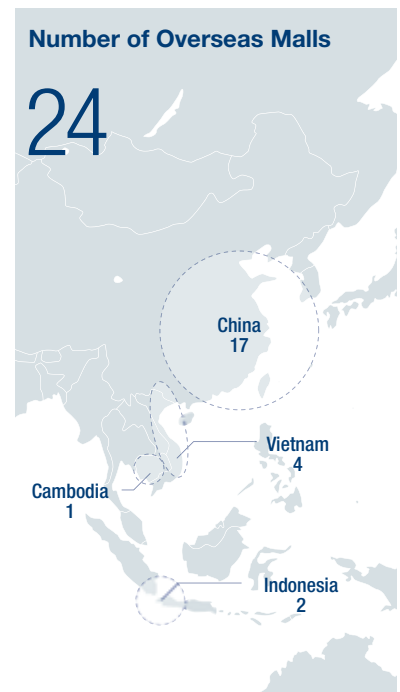 Number of Overseas Malls
24
China
17
Vietnam
4
Cambodia
1
Indonesia
2